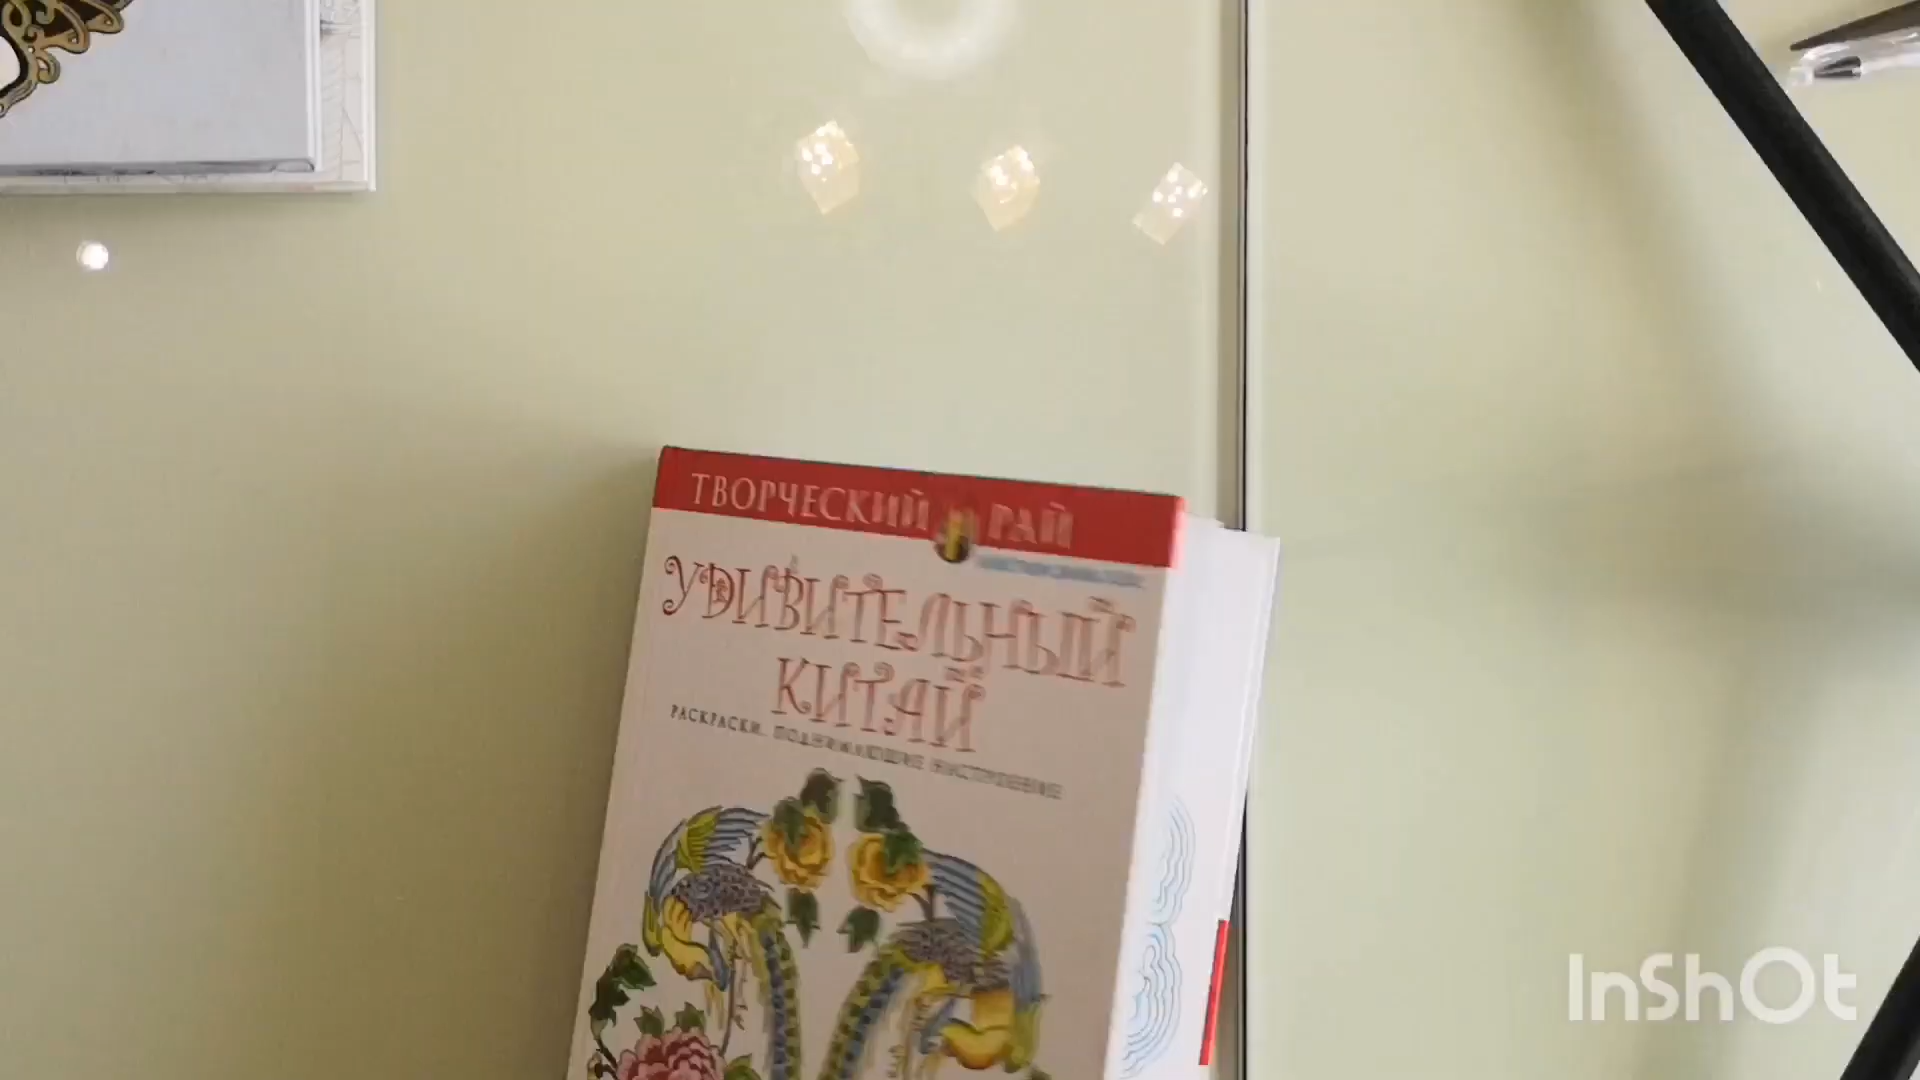 ТВОРЧЕСКИЙ РАЙ
УДИВИТЕЛЬНЫЙ
КИТАЙ
РАСКРАСКИ, ПОДНИМАЮЩИЕ НАСТРОЕНИЕ
InShOt